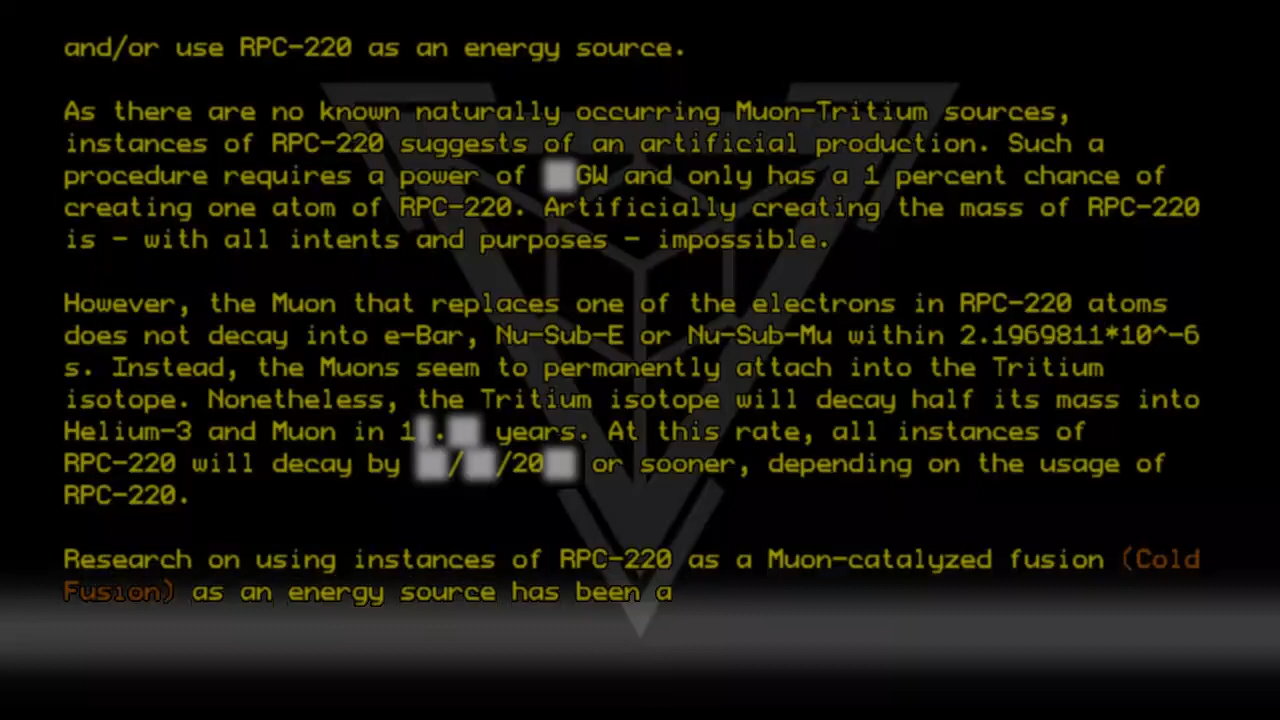 and/or use RPC-220 as an energy source.
As there are no known naturally occurring Muon-Tritium sources,
instances of RPC-220 suggests of an artificial production. Such a
procedure requires a power of GW and only has a 1 percent chance of
creating one atom of RPC-220. Artificially creating the mass of RPC-220
is - with all intents and purposes - impossible.
However, the Muon that replaces one of the electrons in RPC-220 atoms
does not decay into e-Bar, Nu-Sub-E or Nu-Sub-Mu within 2.1969811*10^-6
s. Instead, the Muons seem to permanently attach into the Tritium
isotope. Nonetheless, the Tritium isotope will decay half its mass into
Helium-3 and Muon in 1 . years. At this rate, all instances of
RPC-220 will decay by / /20 or sooner, depending on the usage of
RPC-220.
Research on using instances of RPC-220 as a Muon-catalyzed fusion (Cold
Fusion) as an energy source has been a